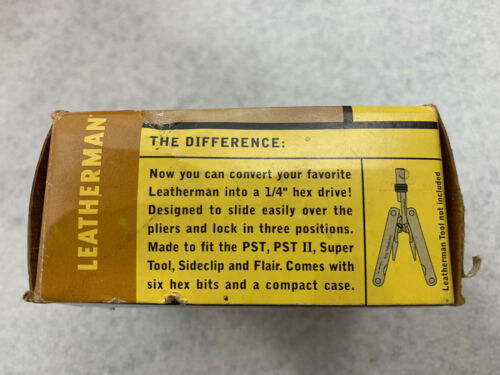 LEATHERMAN®
THE DIFFERENCE:
Now you can convert your favorite
Leatherman into a 1/4" hex drive!
Designed to slide easily over the
pliers and lock in three positions.
Made to fit the PST, PST II, Super
Tool, Sideclip and Flair. Comes with
six hex bits and a compact case.
Leatherman Tool not included